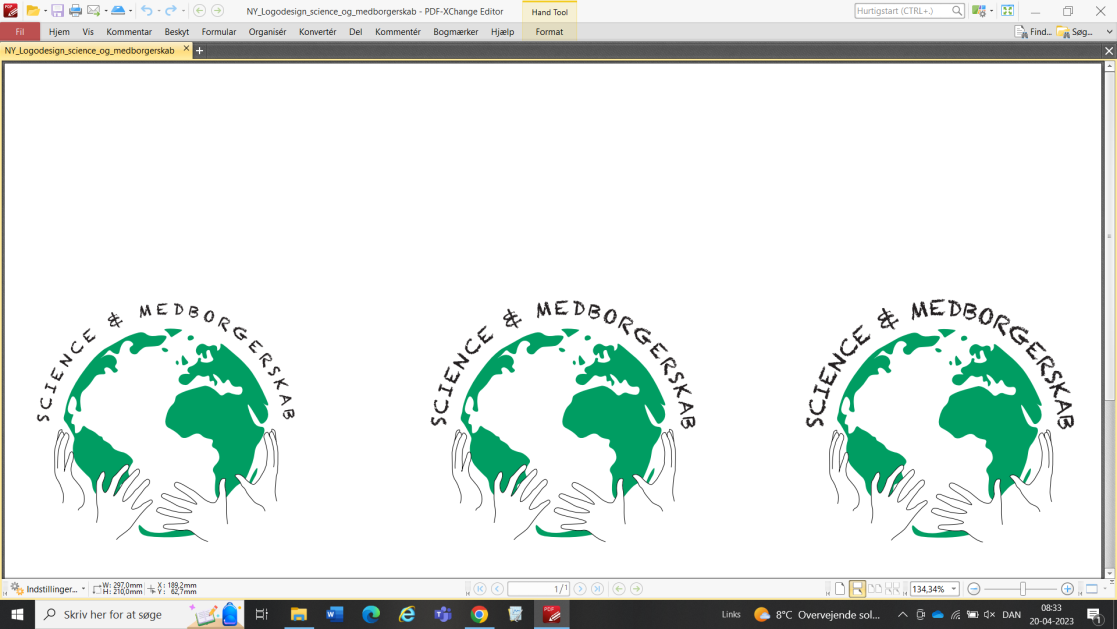 NY_Logodesign_science_og_medborgerskab - PDF-XChange Editor
Hand Tool
Hurtigstart (CTRL+.)
Fil Hjem Vis Kommentar Beskyt Formular Organisér Konvertér Del Kommentér Bogmærker Hjælp Format Find... Søg...
NY_Logodesign_science_og_medborgerskab × +
SCIENCE & MEDBORGERSKAB
SCIENCE & MEDBORGERSKAB
SCIENCE & MEDBORGERSKAB
Indstillinger...
W: 297,0mm
H: 210,0mm
X: 189,2mm
Y: 62,7mm
1/1
134,34%
Skriv her for at søge
Links
8°C Overvejende sol...
DAN
08:33
20-04-2023
1